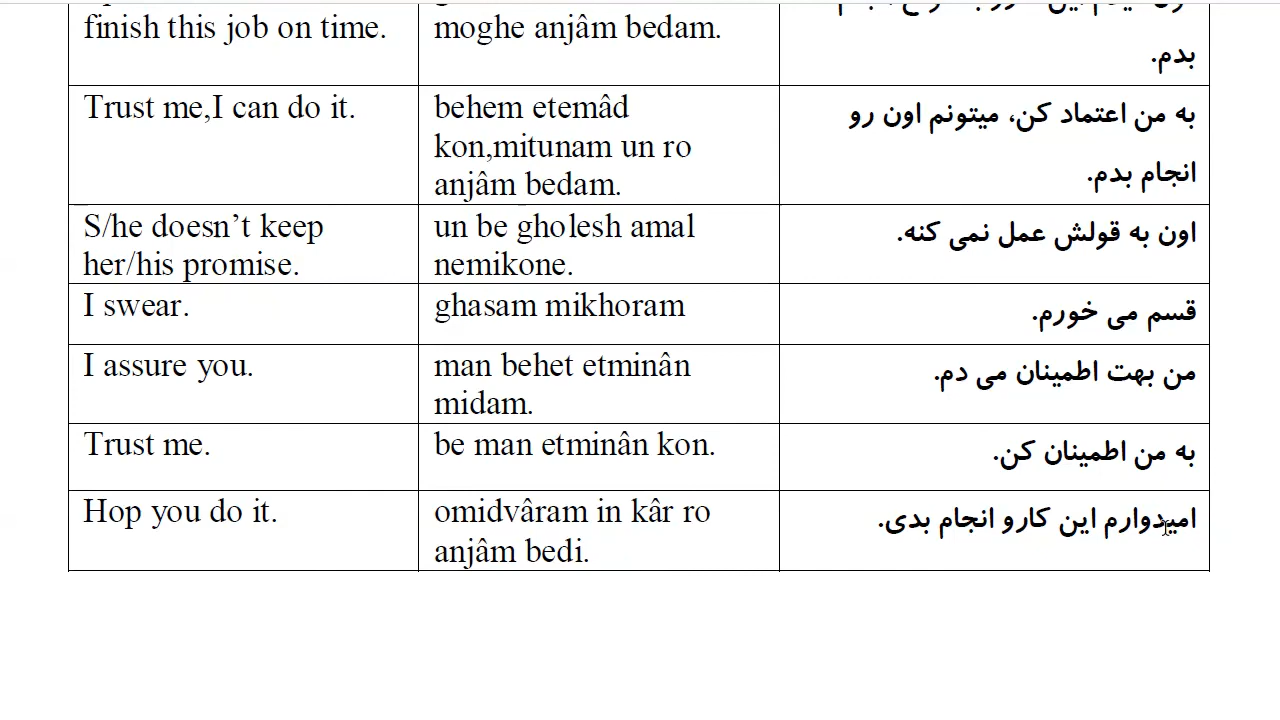 finish this job on time.
moghe anjâm bedam.
بدم.
Trust me,I can do it.
behem etemâd
kon,mitunam un ro
anjâm bedam.
به من اعتماد کن، میتونم اون رو
انجام بدم.
S/he doesn’t keep
her/his promise.
un be gholesh amal
nemikone.
اون به قولش عمل نمی کنه.
I swear.
ghasam mikhoram
قسم می خورم.
I assure you.
man behet etminân
midam.
من بهت اطمینان می دم.
Trust me.
be man etminân kon.
به من اطمینان کن.
Hop you do it.
omidvâram in kâr ro
anjâm bedi.
امیدوارم این کارو انجام بدی.